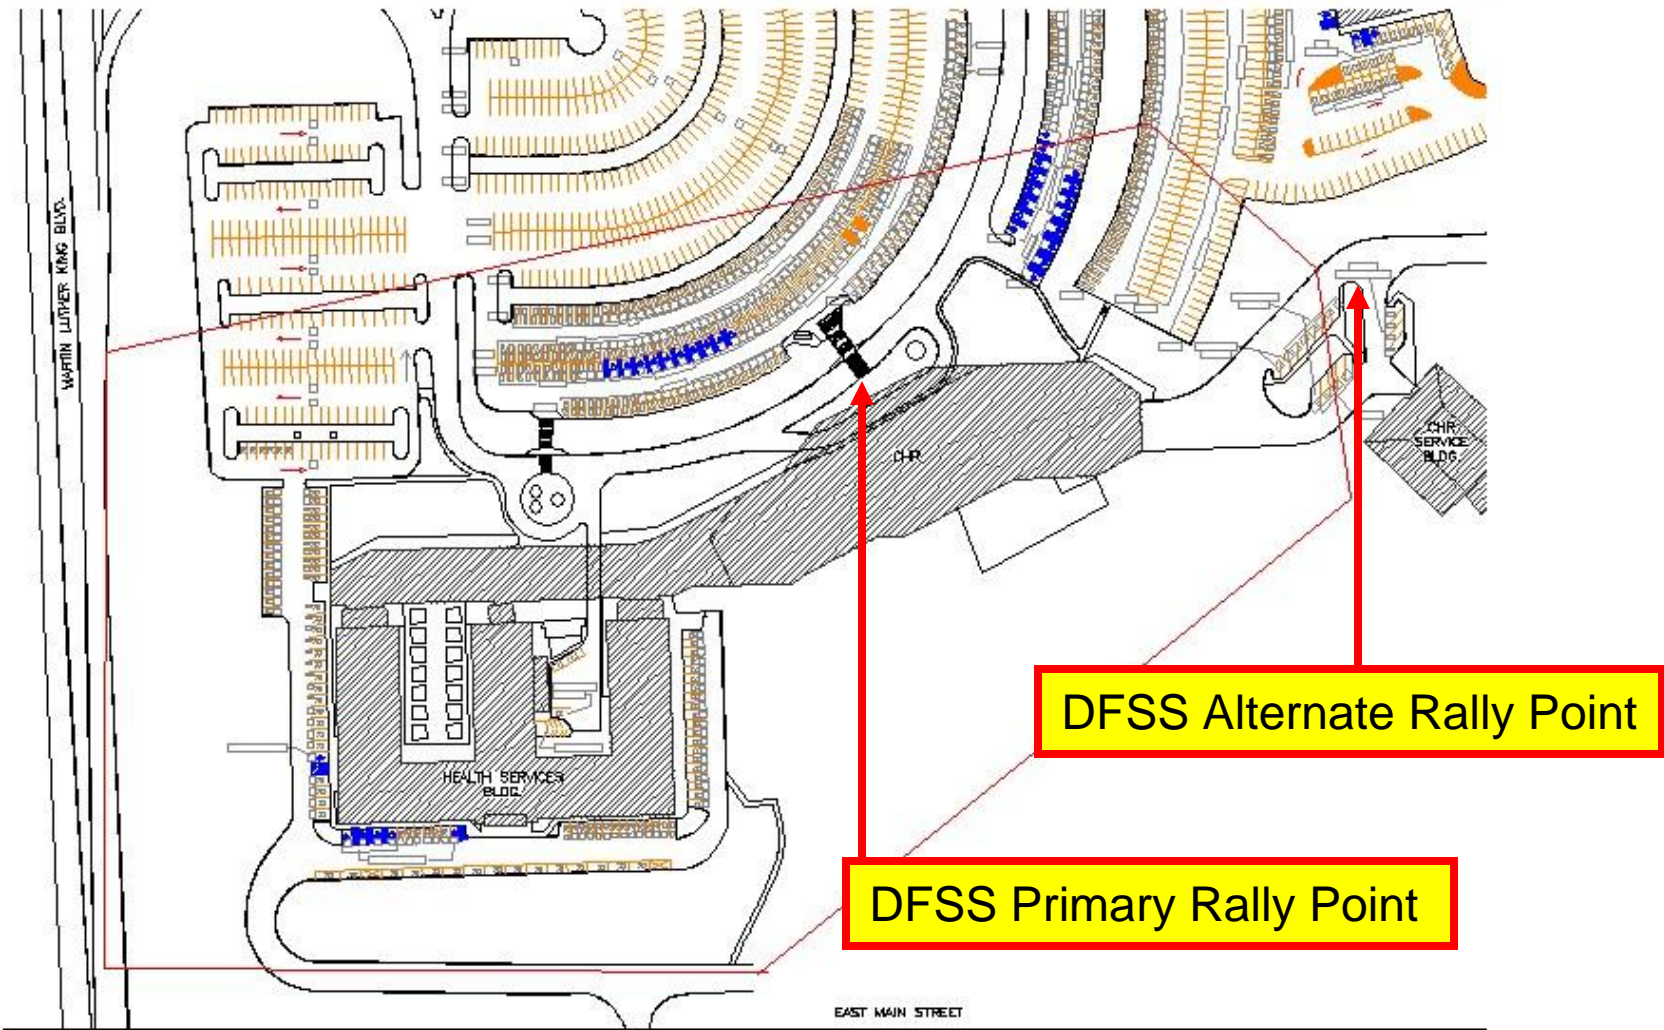 MARTIN LUTHER KING BLVD.
CHR
CHR
SERVICE
BLDG.
DFSS Alternate Rally Point
HEALTH SERVICES
BLDG.
DFSS Primary Rally Point
EAST MAIN STREET